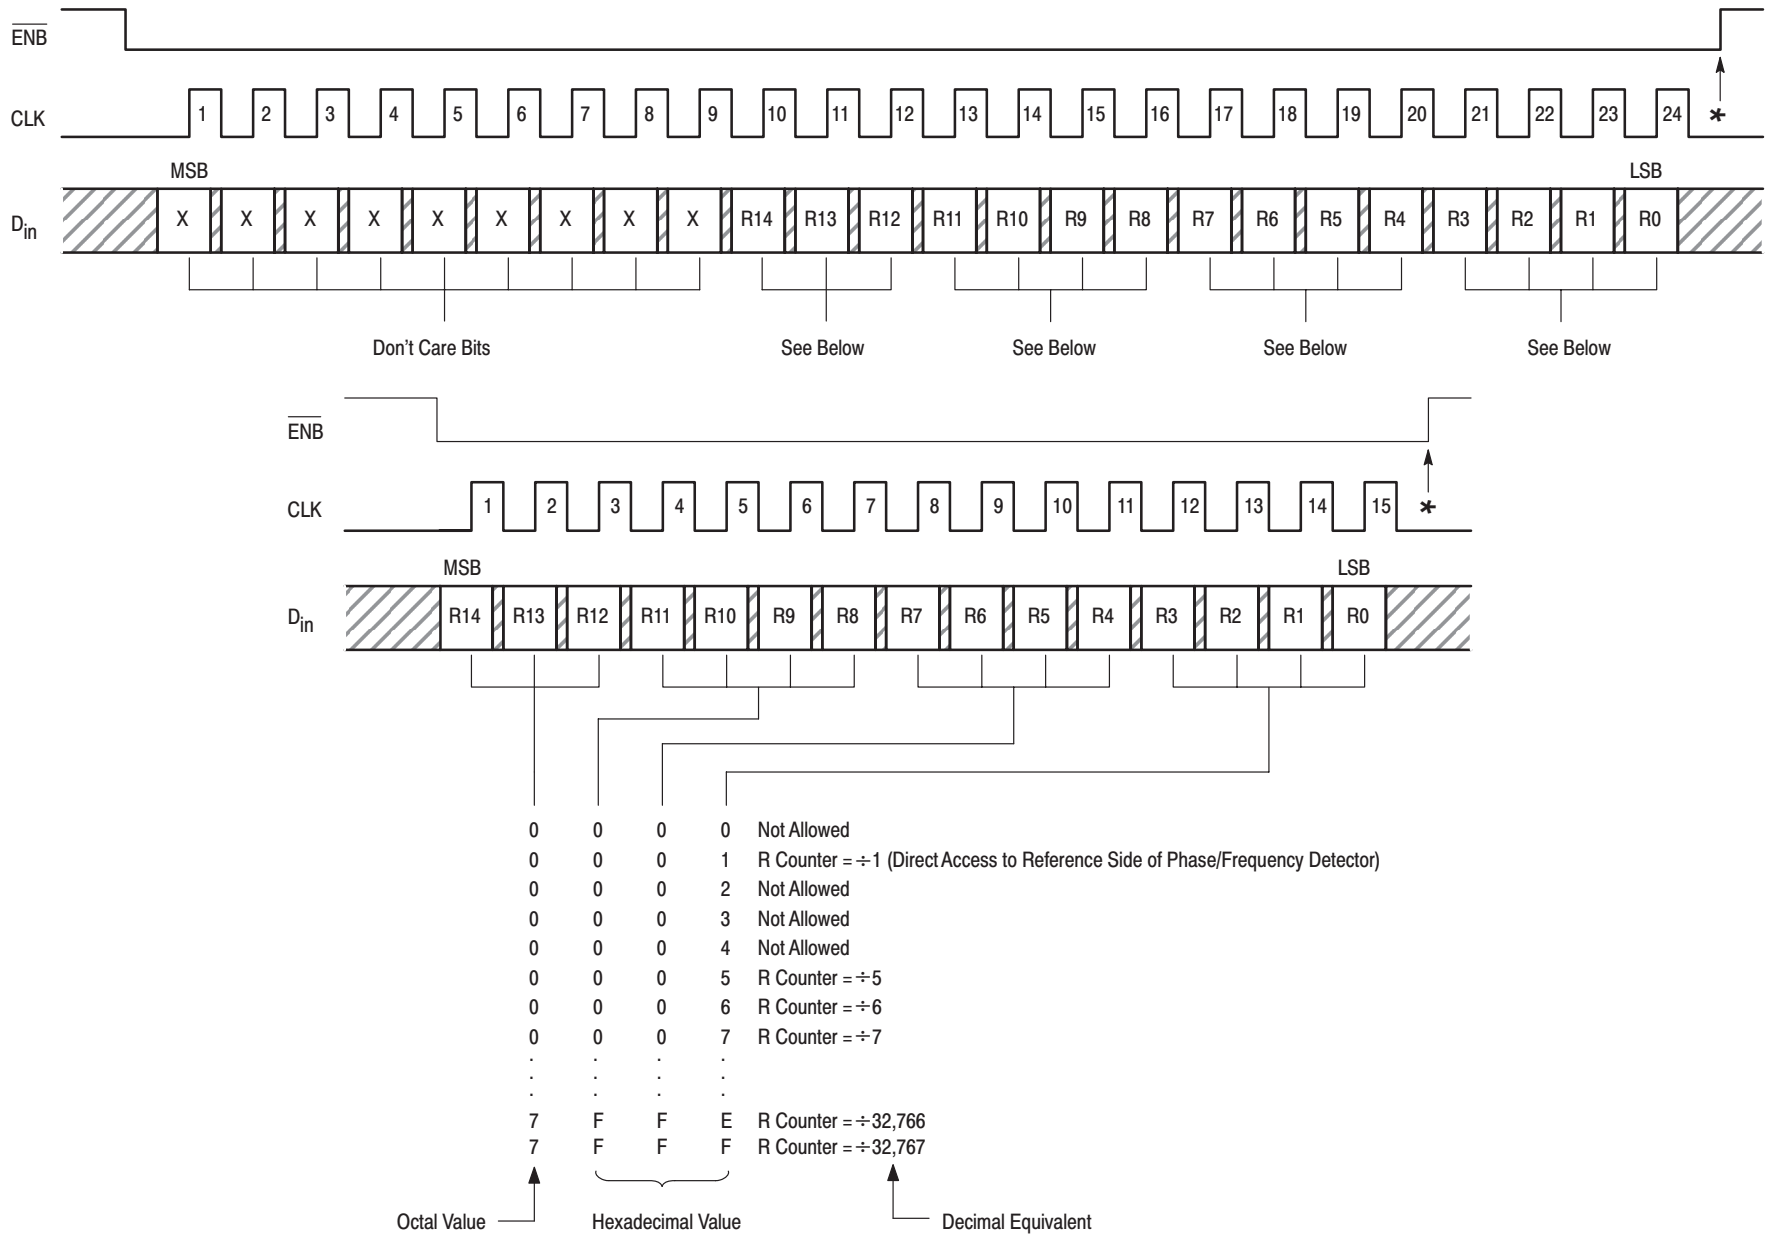 ENB
CLK 1 2 3 4 5 6 7 8 9 10 11 12 13 14 15 16 17 18 19 20 21 22 23 24 *
MSB LSB
Din X X X X X X X X X R14 R13 R12 R11 R10 R9 R8 R7 R6 R5 R4 R3 R2 R1 R0
Don't Care Bits See Below See Below See Below See Below
ENB
CLK 1 2 3 4 5 6 7 8 9 10 11 12 13 14 15 *
MSB LSB
Din R14 R13 R12 R11 R10 R9 R8 R7 R6 R5 R4 R3 R2 R1 R0
0 0 0 0 Not Allowed
0 0 0 1 R Counter = ÷1 (Direct Access to Reference Side of Phase/Frequency Detector)
0 0 0 2 Not Allowed
0 0 0 3 Not Allowed
0 0 0 4 Not Allowed
0 0 0 5 R Counter = ÷5
0 0 0 6 R Counter = ÷6
0 0 0 7 R Counter = ÷7
. . . .
. . . .
. . . .
7 F F E R Counter = ÷32,766
7 F F F R Counter = ÷32,767
Octal Value Hexadecimal Value Decimal Equivalent